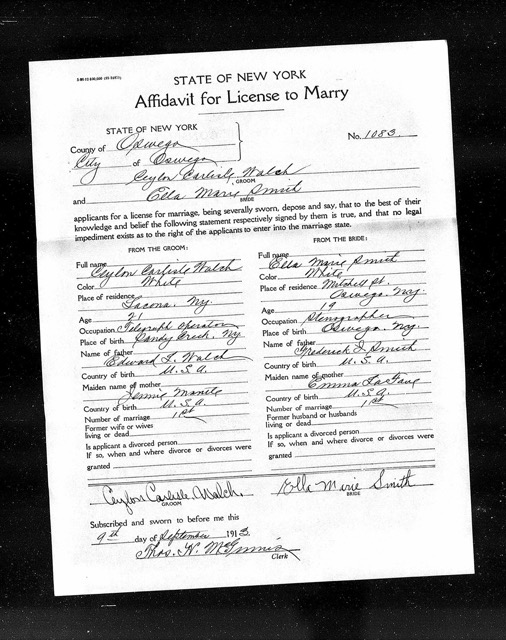 STATE OF NEW YORK
Affidavit for License to Marry
STATE OF NEW YORK
County of Oswego
No. 1083
City of Oswego
Ceylon Carlisle Walch
GROOM
and Ella Marie Smith
BRIDE
applicants for a license for marriage, being severally sworn, depose and say, that to the best of their
knowledge and belief the following statement respectively signed by them is true, and that no legal
impediment exists as to the right of the applicants to enter into the marriage state.
FROM THE GROOM:
Full name Ceylon Carlisle Walch
Color White
Place of residence
Lacona, N.y.
Age 21
Occupation Telegraph Operator
Place of birth Sandy Creek, N.y.
Name of father
Edward L. Walch
Country of birth U.S.A.
Maiden name of mother
Jennie
Country of birth U.S.A.
Number of marriage 1st
Former wife or wives
living or dead
Is applicant a divorced person
If so, when and where divorce or divorces were
granted
FROM THE BRIDE:
Full name Ella Marie Smith
Color White
Place of residence Mitchell St.
Oswego, N.y.
Age 19
Occupation Stenographer
Place of birth Oswego, N.y.
Name of father
Frederick J. Smith
Country of birth U.S.A.
Maiden name of mother
Emma LaFave
Country of birth U.S.A.
Number of marriage 1st
Former husband or husbands
living or dead
Is applicant a divorced person
If so, when and where divorce or divorces were
granted
Ceylon Carlisle Walch.
GROOM
Ella Marie Smith
BRIDE
Subscribed and sworn to before me this
9th day of September 1913.
Thos. H. McGinnis
Clerk